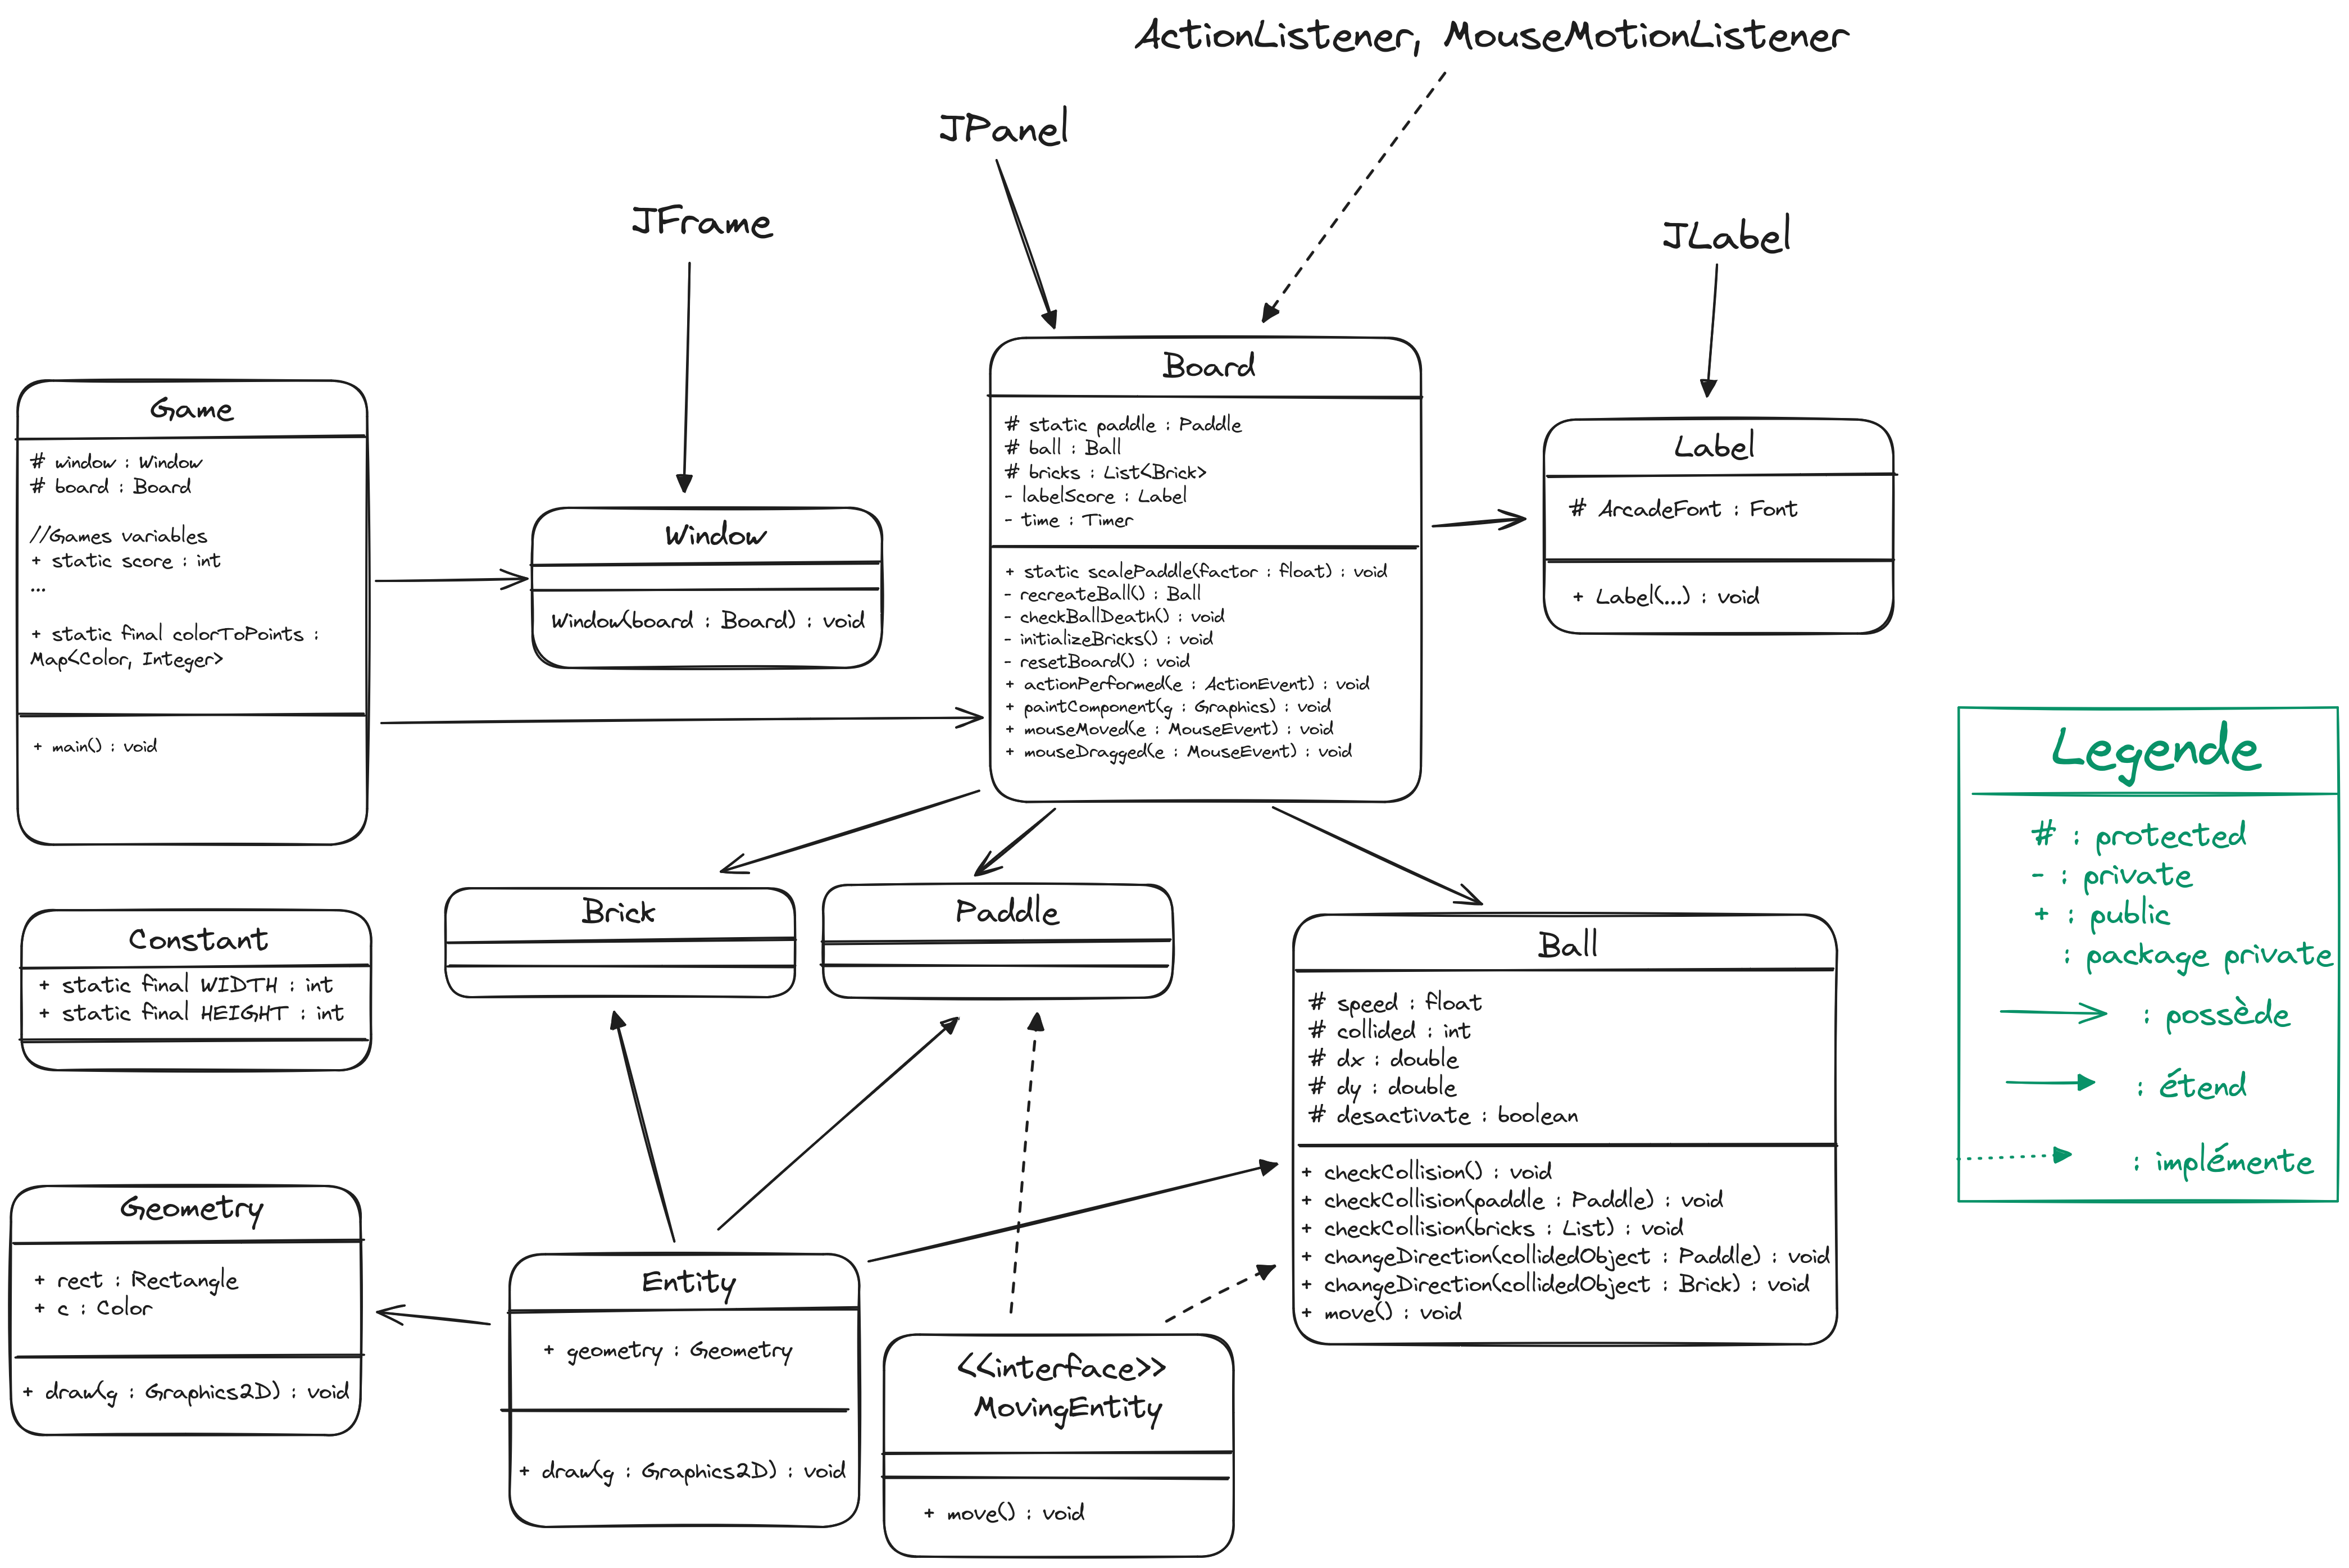 ActionListener, MouseMotionListener
JPanel
JFrame
JLabel
Game
# window : Window
# board : Board
//Games variables
+ static score : int
...
+ static final colorToPoints :
Map<Color, Integer>
+ main() : void
Window
Window(board : Board) : void
Board
# static paddle : Paddle
# ball : Ball
# bricks : List<Brick>
- labelScore : Label
- time : Timer
+ static scalePaddle(factor : float) : void
- recreateBall() : Ball
- checkBallDeath() : void
- initializeBricks() : void
- resetBoard() : void
+ actionPerformed(e : ActionEvent) : void
+ paintComponent(g : Graphics) : void
+ mouseMoved(e : MouseEvent) : void
+ mouseDragged(e : MouseEvent) : void
Label
# ArcadeFont : Font
+ Label(...) : void
Legende
# : protected
- : private
+ : public
: package private
: possède
: étend
: implémente
Constant
+ static final WIDTH : int
+ static final HEIGHT : int
Brick
Paddle
Ball
# speed : float
# collided : int
# dx : double
# dy : double
# desactivate : boolean
+ checkCollision() : void
+ checkCollision(paddle : Paddle) : void
+ checkCollision(bricks : List) : void
+ changeDirection(collidedObject : Paddle) : void
+ changeDirection(collidedObject : Brick) : void
+ move() : void
Geometry
+ rect : Rectangle
+ c : Color
+ draw(g : Graphics2D) : void
Entity
+ geometry : Geometry
+ draw(g : Graphics2D) : void
<<interface>>
MovingEntity
+ move() : void